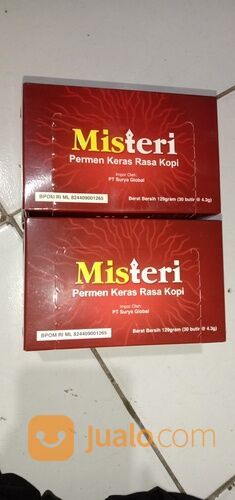 Misteri
Permen Keras Rasa Kopi
Impor Oleh:
PT Surya Global
BPOM RI ML 824409001265
Berat Bersih 129gram (30 butir @ 4.3g)
Misteri
Permen Keras Rasa Kopi
Impor Oleh:
PT Surya Global
BPOM RI ML 824409001265
Berat Bersih 129gram (30 butir @ 4.3g)
jualo.com